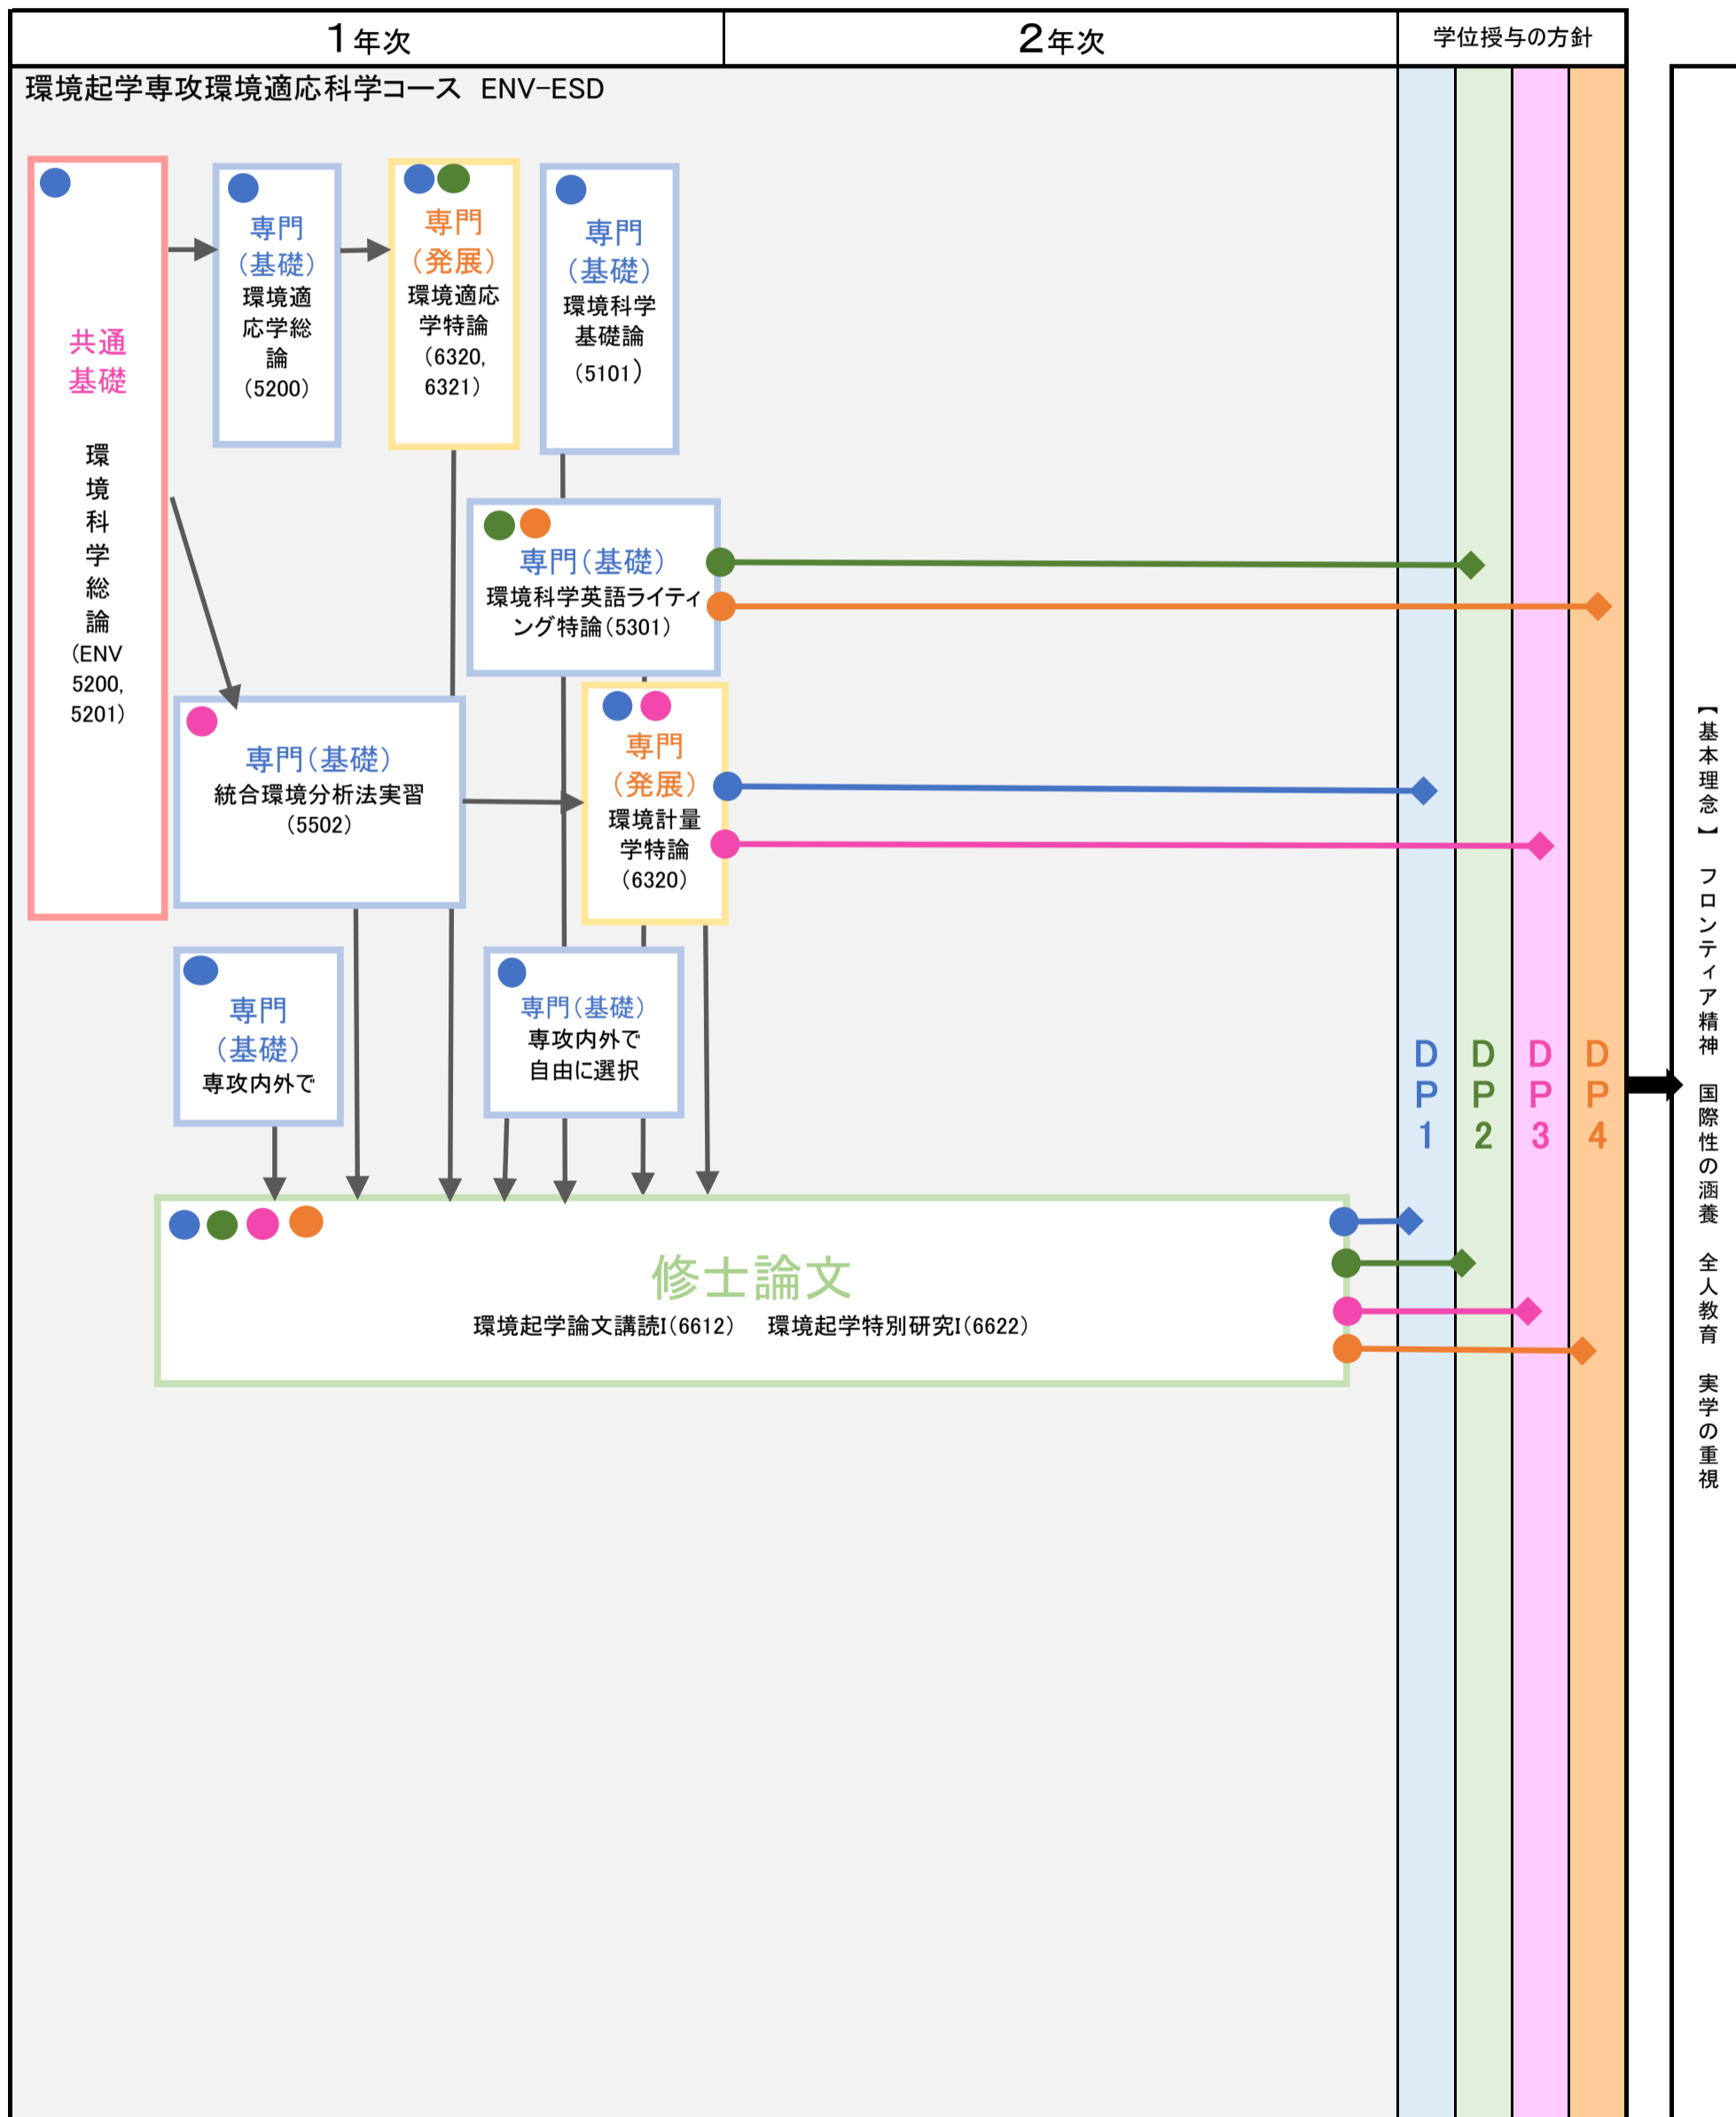 1年次
2年次
学位授与の方針
環境起学専攻環境適応科学コース ENV-ESD
共通
基礎
環
境
科
学
総
論
(ENV
5200,
5201)
専門
(基礎)
環境適
応学総
論
(5200)
専門
(発展)
環境適応
学特論
(6320,
6321)
専門
(基礎)
環境科学
基礎論
(5101)
専門(基礎)
環境科学英語ライティ
ング特論(5301)
専門(基礎)
統合環境分析法実習
(5502)
専門
(発展)
環境計量
学特論
(6320)
専門
(基礎)
専攻内外で
専門(基礎)
専攻内外で
自由に選択
修士論文
環境起学論文講読I(6612) 環境起学特別研究I(6622)
DP1
DP2
DP3
DP4
【基本理念】 フロンティア精神 国際性の涵養 全人教育 実学の重視